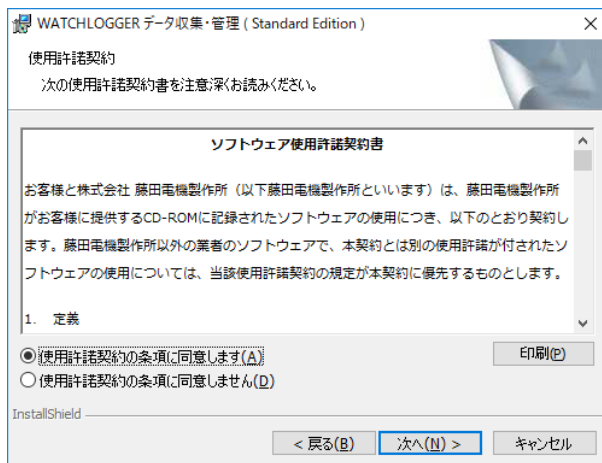 WATCHLOGGER データ収集・管理 ( Standard Edition )
使用許諾契約
次の使用許諾契約書を注意深くお読みください。
ソフトウェア使用許諾契約書
お客様と株式会社 藤田電機製作所（以下藤田電機製作所といいます）は、藤田電機製作所
がお客様に提供するCD-ROMに記録されたソフトウェアの使用につき、以下のとおり契約し
ます。藤田電機製作所以外の業者のソフトウェアで、本契約とは別の使用許諾が付されたソ
フトウェアの使用については、当該使用許諾契約の規定が本契約に優先するものとします。
1. 定義
使用許諾契約の条項に同意します(A)
印刷(P)
使用許諾契約の条項に同意しません(D)
InstallShield
< 戻る(B)
次へ(N) >
キャンセル